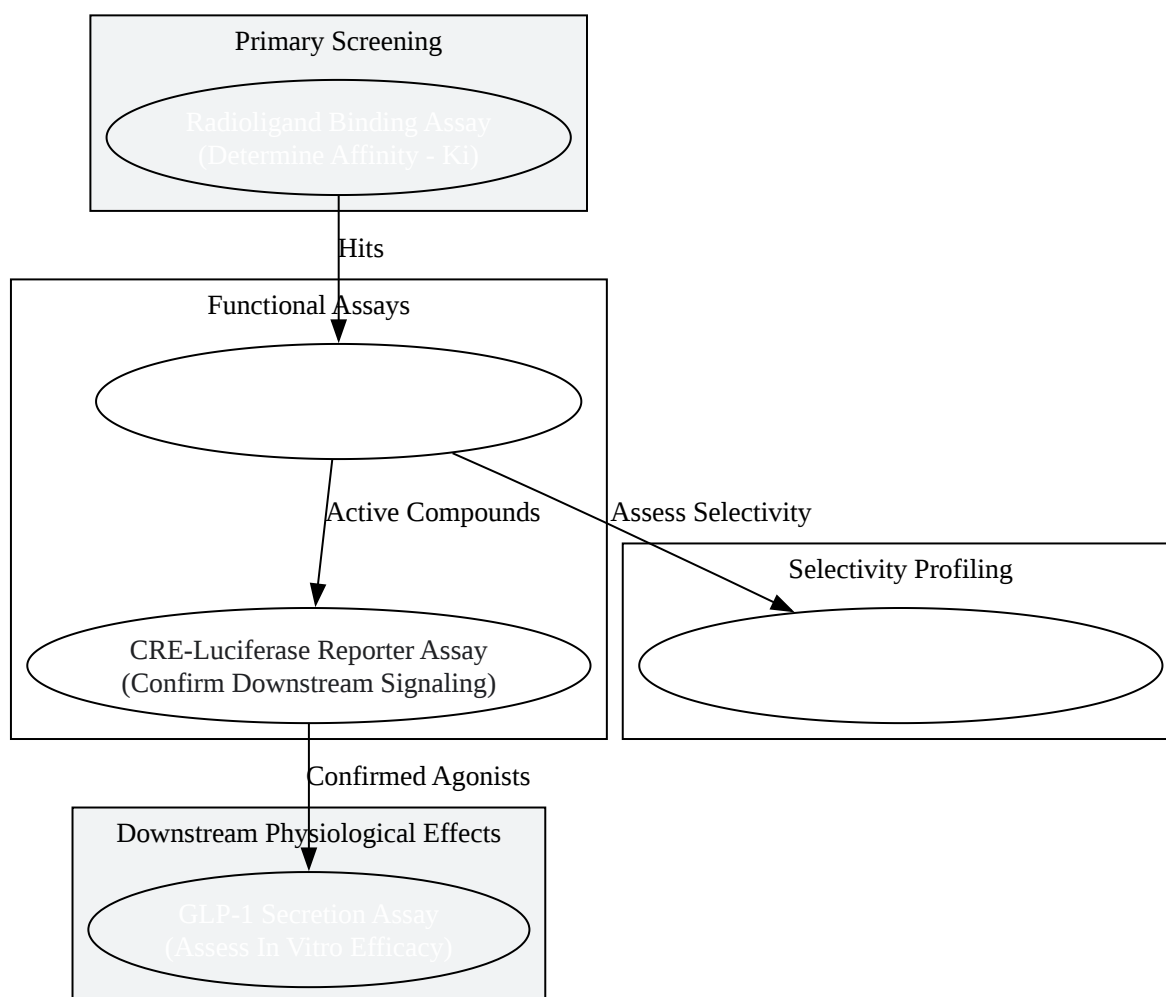 Primary Screening
Radioligand Binding Assay
(Determine Affinity - Ki)
Hits
Functional Assays
Active Compounds
Assess Selectivity
Selectivity Profiling
CRE-Luciferase Reporter Assay
(Confirm Downstream Signaling)
Confirmed Agonists
Downstream Physiological Effects
GLP-1 Secretion Assay
(Assess In Vitro Efficacy)